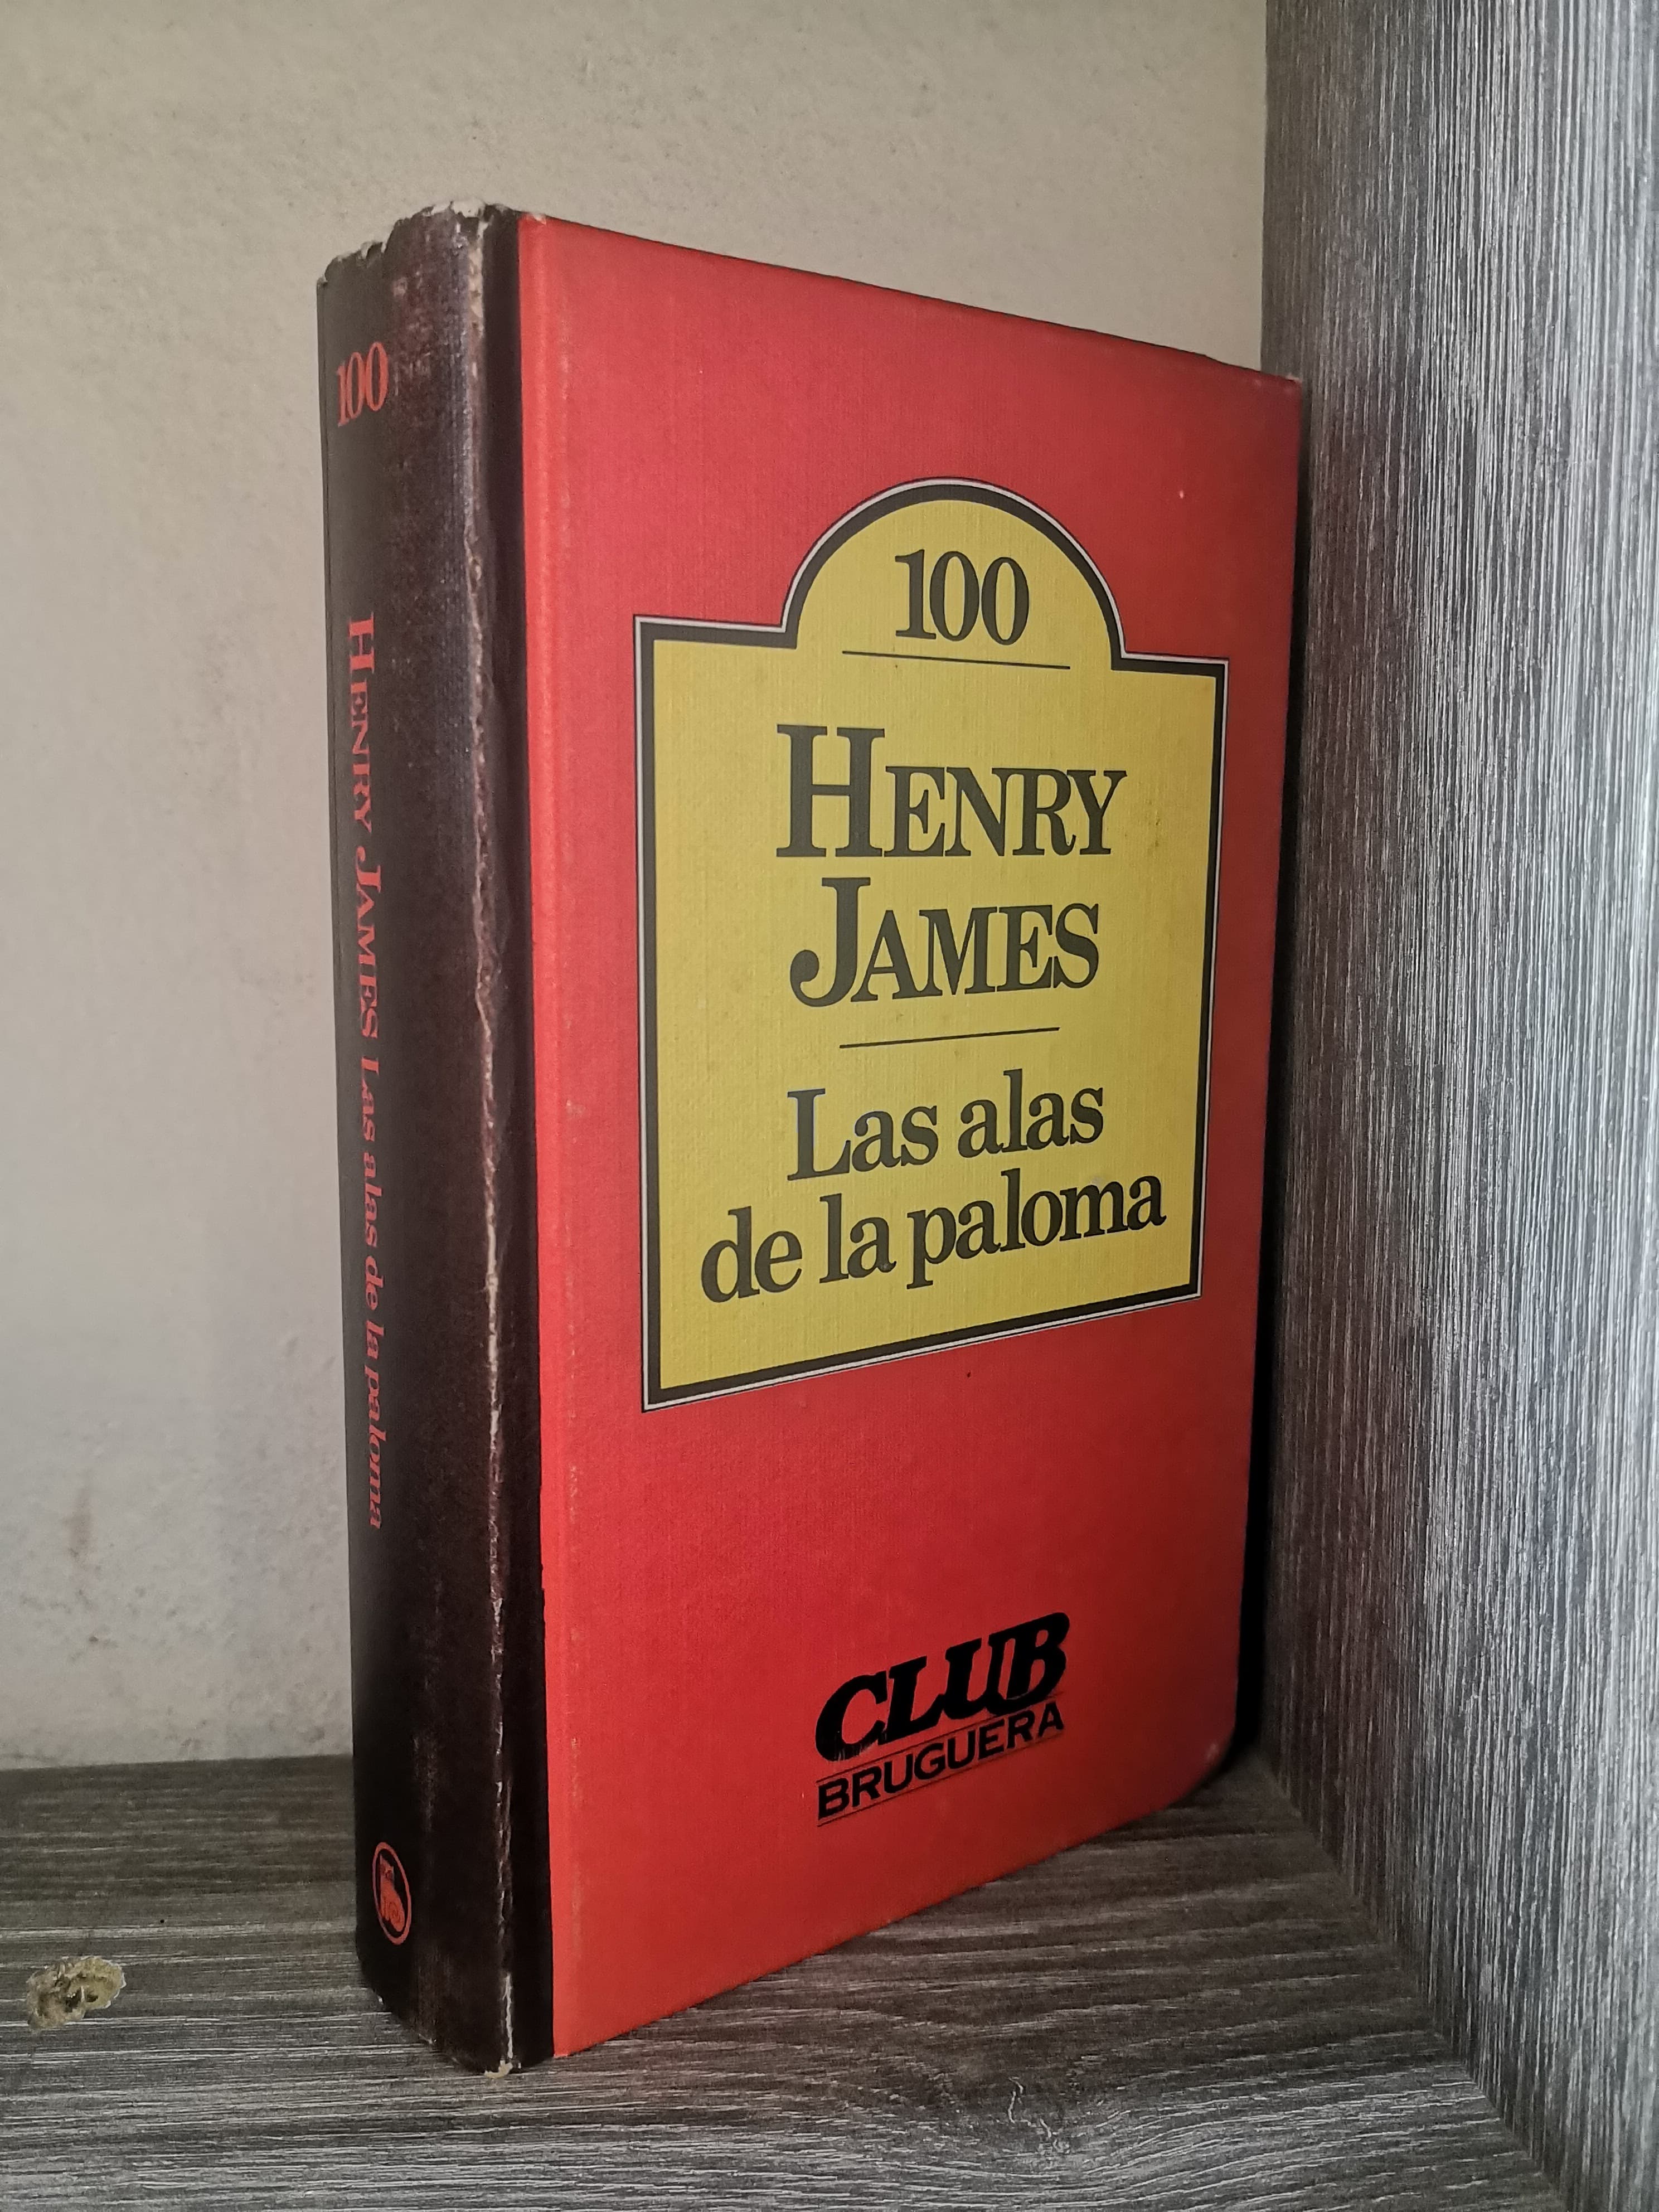 100
HENRY JAMES Las alas de la paloma
100
HENRY
JAMES
Las alas
de la paloma
CLUB
BRUGUERA